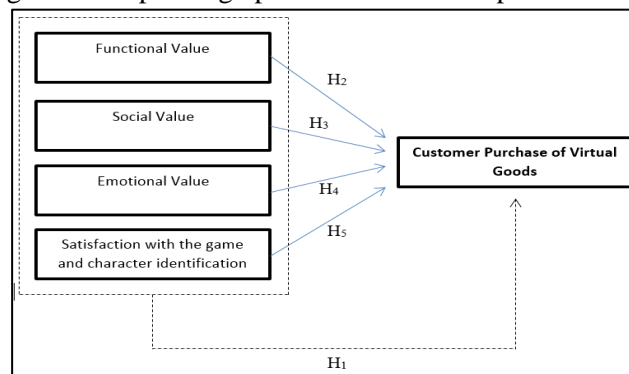 Functional Value
H₂
Social Value
H₃
Customer Purchase of Virtual
Goods
Emotional Value
H₄
H₅
Satisfaction with the game
and character identification
H₁